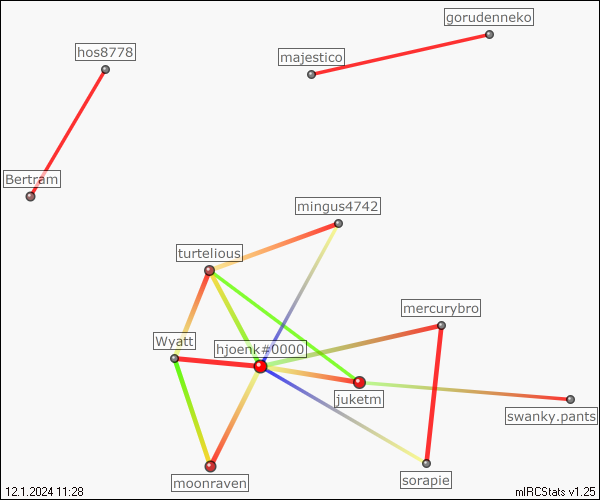 gorudenneko
hos8778
majestico
Bertram
mingus4742
turtelious
mercurybro
Wyatt
hjoenk#0000
juketm
swanky.pants
moonraven
sorapie
12.1.2024 11:28
mIRCStats v1.25